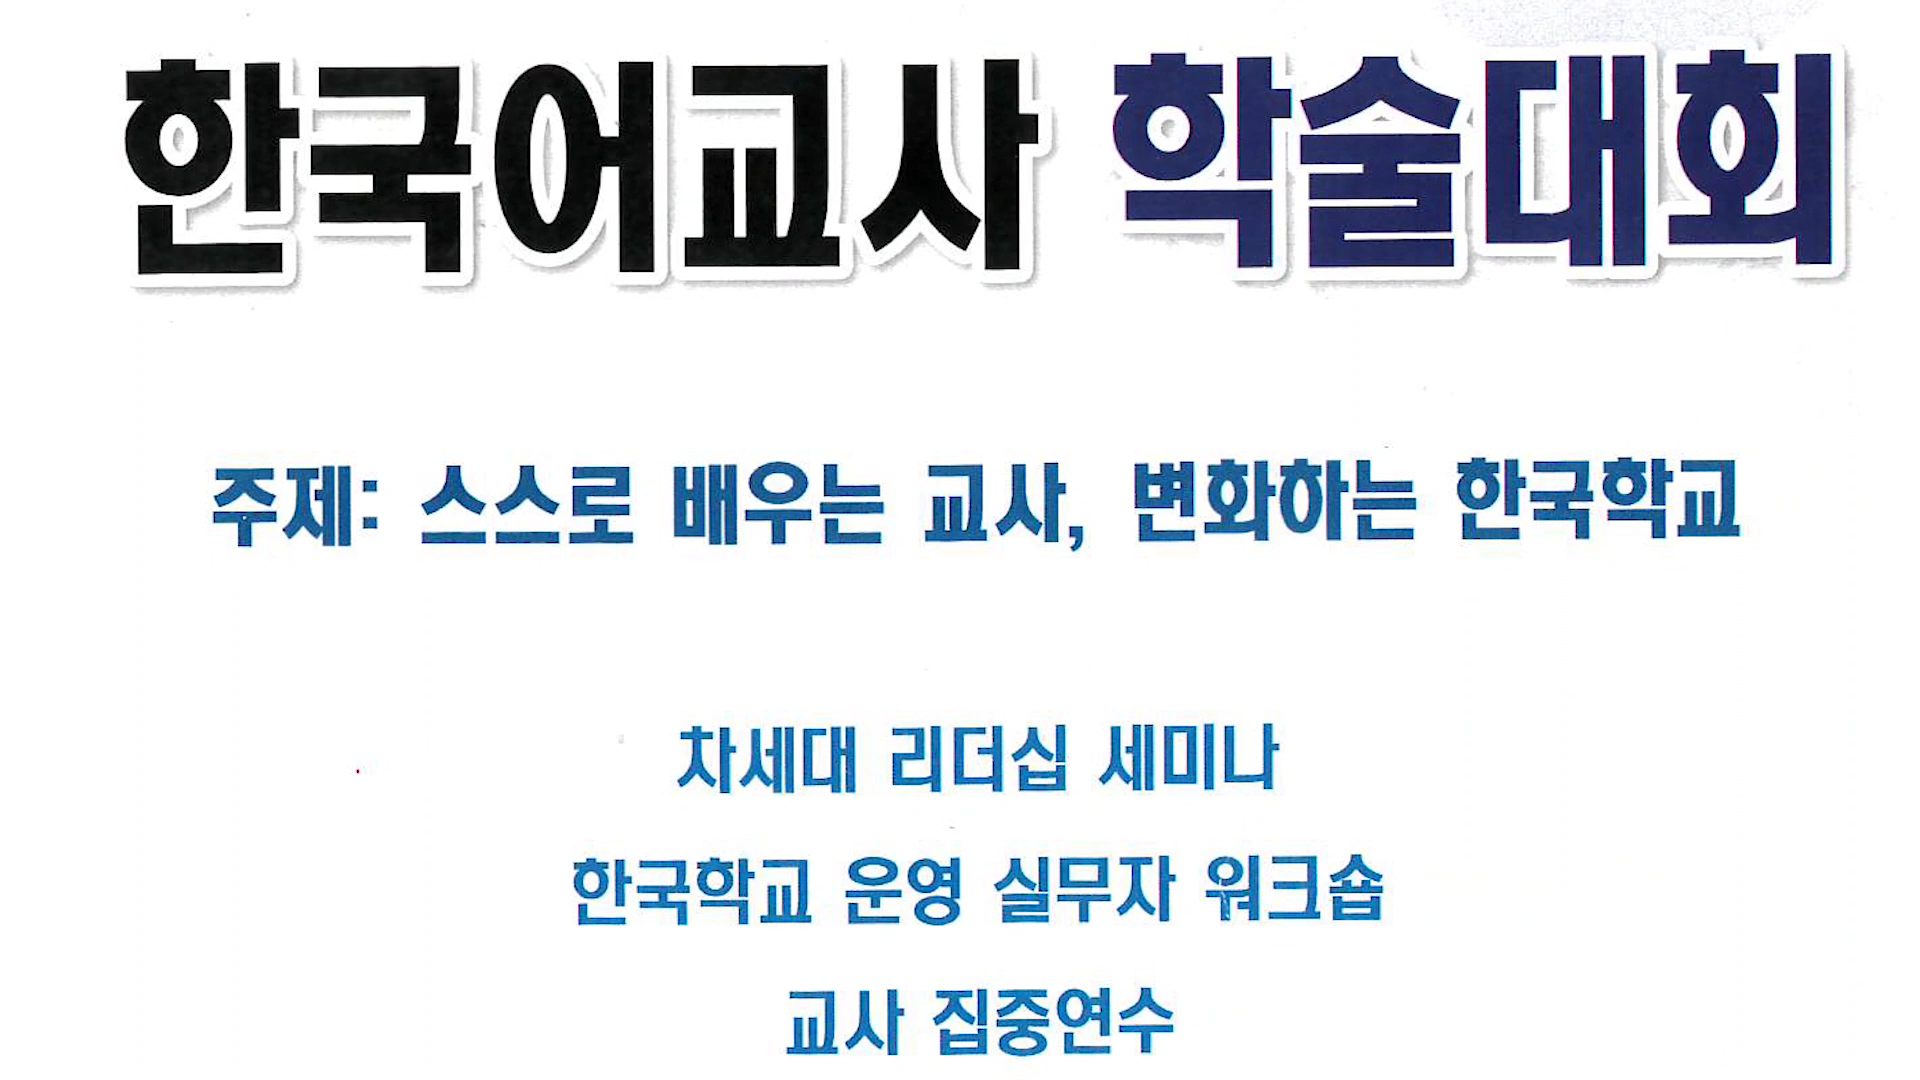 한국어교사 학술대회
주제: 스스로 배우는 교사, 변화하는 한국학교
차세대 리더십 세미나
한국학교 운영 실무자 워크숍
교사 집중연수